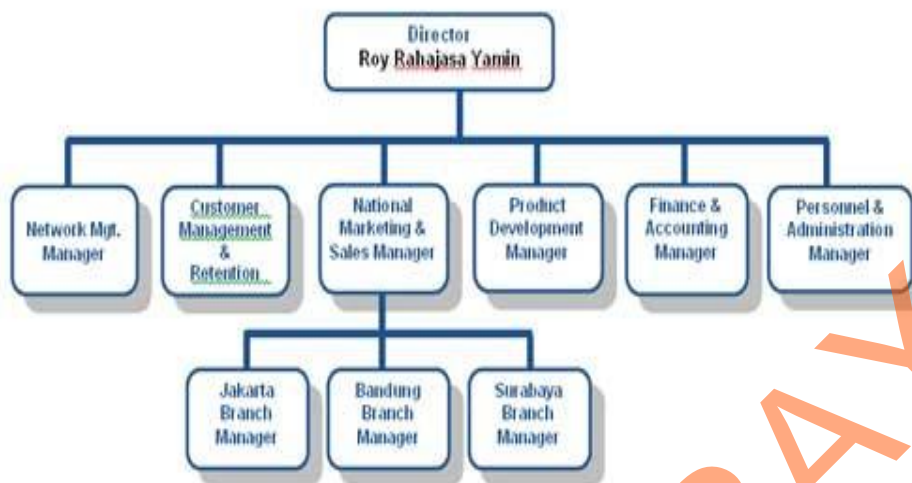 Director
Roy Rahajasa Yamin
Network Mgt.
Manager
Customer
Management
&
Retention
National
Marketing &
Sales Manager
Product
Development
Manager
Finance &
Accounting
Manager
Personnel &
Administration
Manager
Jakarta
Branch
Manager
Bandung
Branch
Manager
Surabaya
Branch
Manager